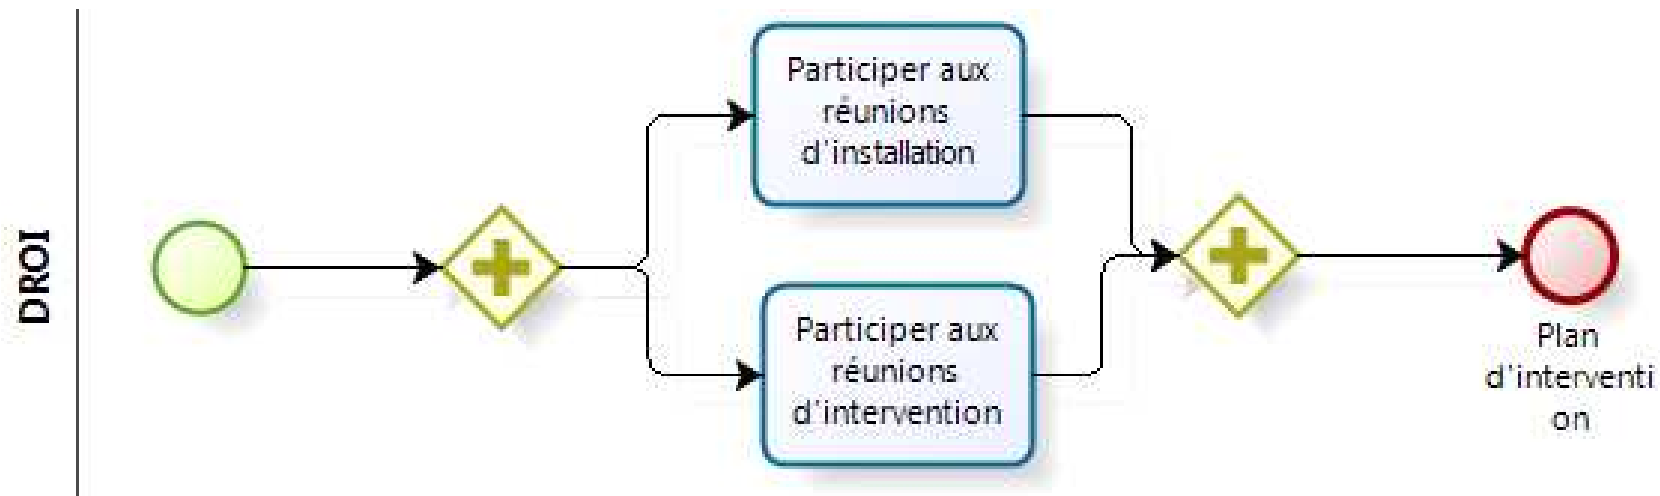 DROI
Participer aux
réunions
d'installation
Participer aux
réunions
d'intervention
Plan
d'interventi
on